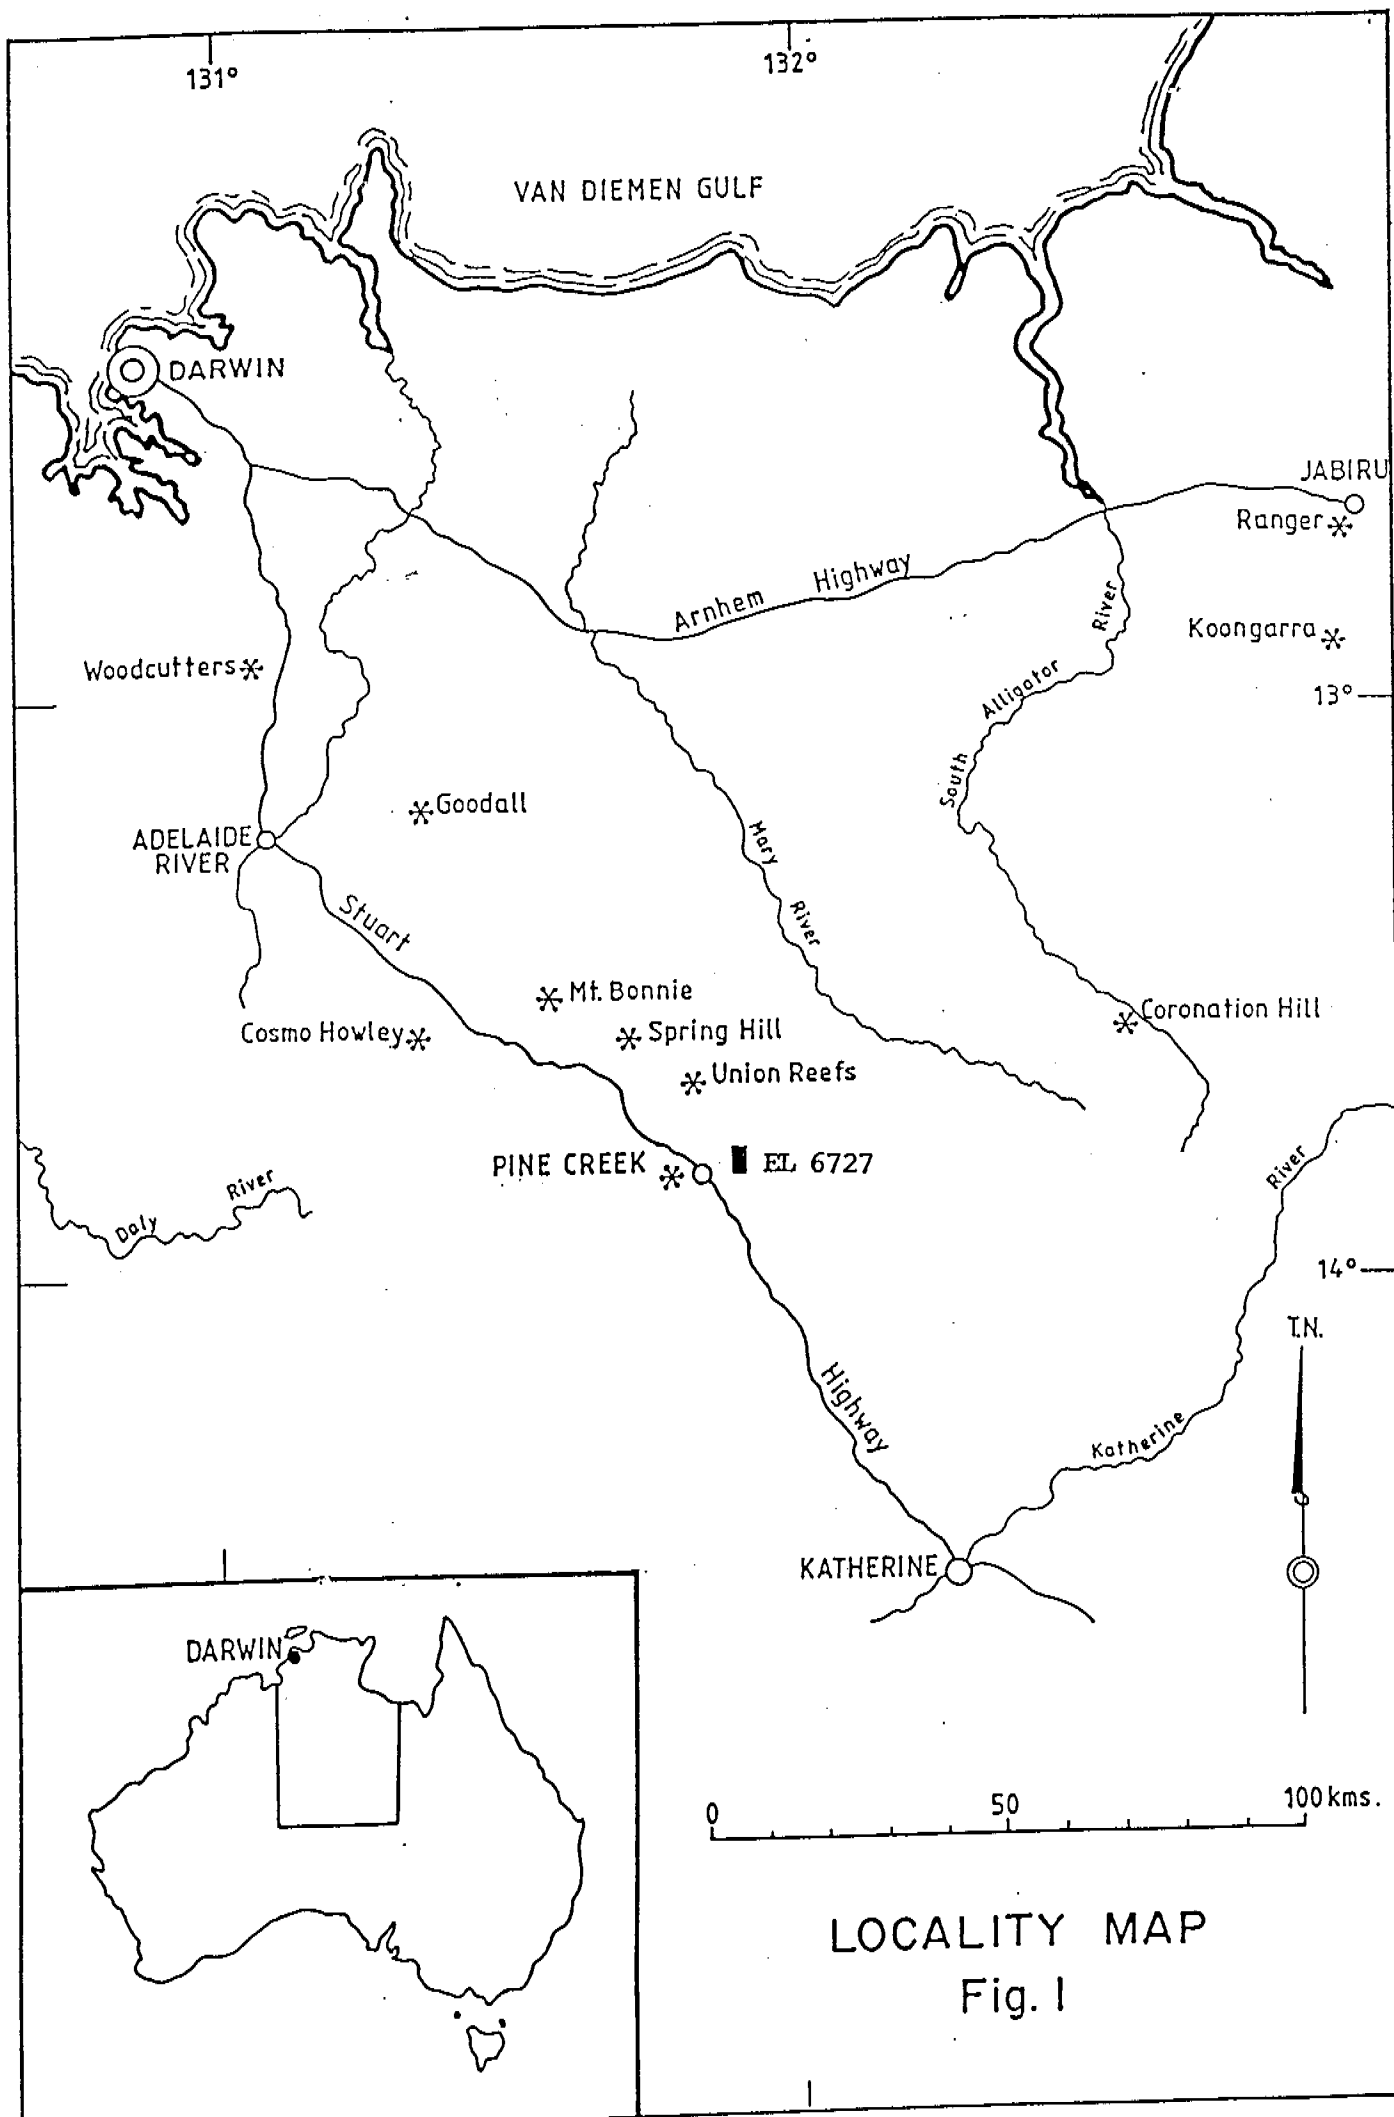 131°
132°
VAN DIEMEN GULF
DARWIN
JABIRU
Ranger
Arnhem Highway
River
Koongarra
Woodcutters
Alligator
13°
South
Goodall
ADELAIDE
RIVER
Mary
River
Stuart
Mt. Bonnie
Coronation Hill
Cosmo Howley
Spring Hill
Union Reefs
PINE CREEK
EL 6727
River
River
Daly
14°
T.N.
Highway
Katherine
KATHERINE
DARWIN
0
50
100 kms.
LOCALITY MAP
Fig. 1